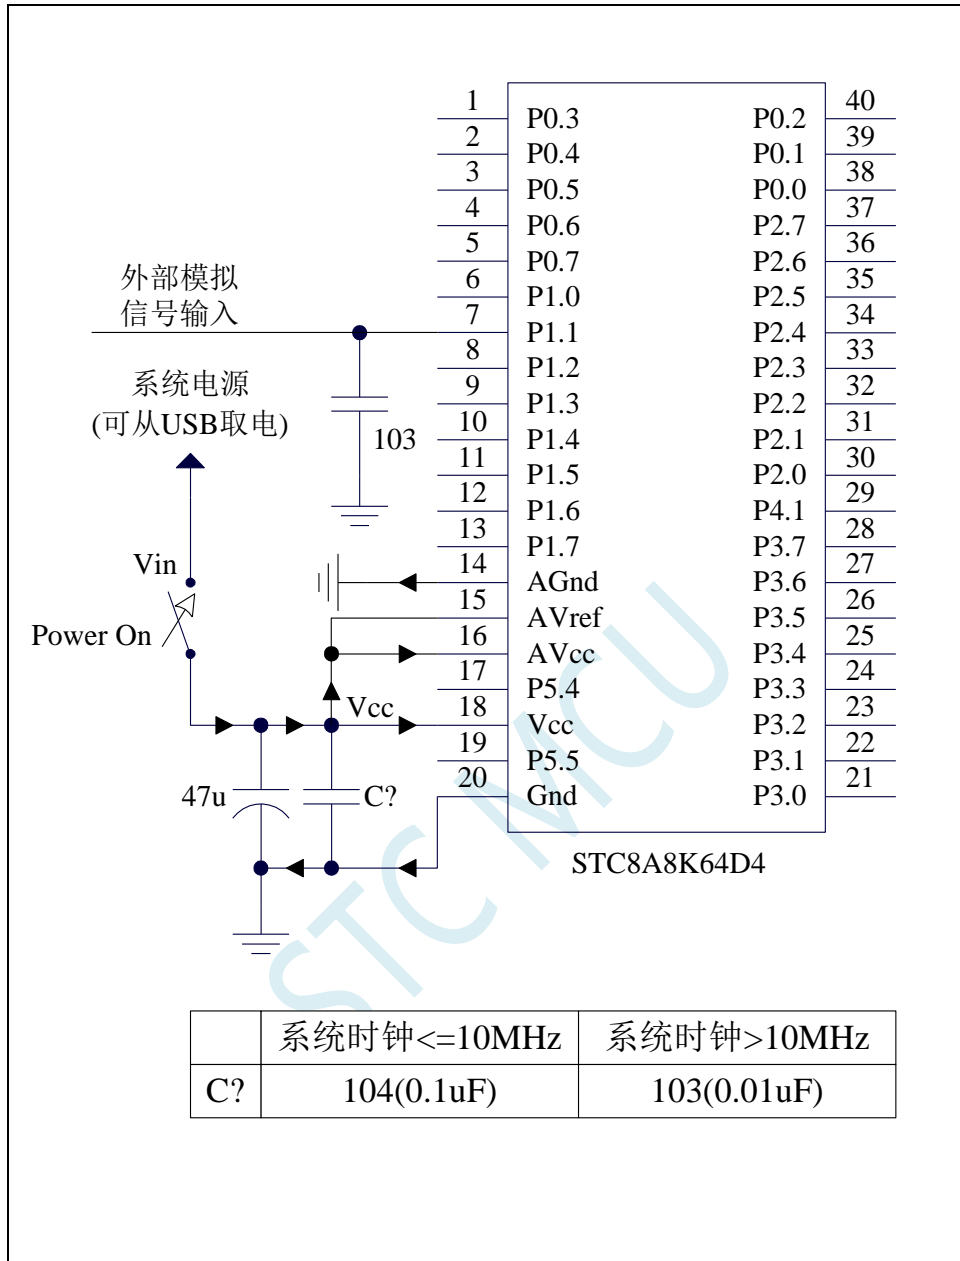 1 P0.3 P0.2 40
2 P0.4 P0.1 39
3 P0.5 P0.0 38
4 P0.6 P2.7 37
5 P0.7 P2.6 36
6 P1.0 P2.5 35
7 P1.1 P2.4 34
8 P1.2 P2.3 33
9 P1.3 P2.2 32
10 P1.4 P2.1 31
11 P1.5 P2.0 30
12 P1.6 P4.1 29
13 P1.7 P3.7 28
14 AGnd P3.6 27
15 AVref P3.5 26
16 AVcc P3.4 25
17 P5.4 P3.3 24
18 Vcc P3.2 23
19 P5.5 P3.1 22
20 Gnd P3.0 21
外部模拟
信号输入
系统电源
(可从USB取电)
103
Vin
Power On
Vcc
47u
C?
STC8A8K64D4
STC MCU
系统时钟<=10MHz 系统时钟>10MHz
C? 104(0.1uF) 103(0.01uF)